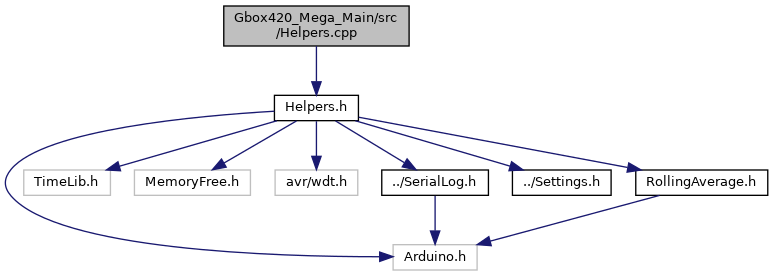 Gbox420_Mega_Main/src
/Helpers.cpp
Helpers.h
TimeLib.h
MemoryFree.h
avr/wdt.h
../SerialLog.h
../Settings.h
RollingAverage.h
Arduino.h